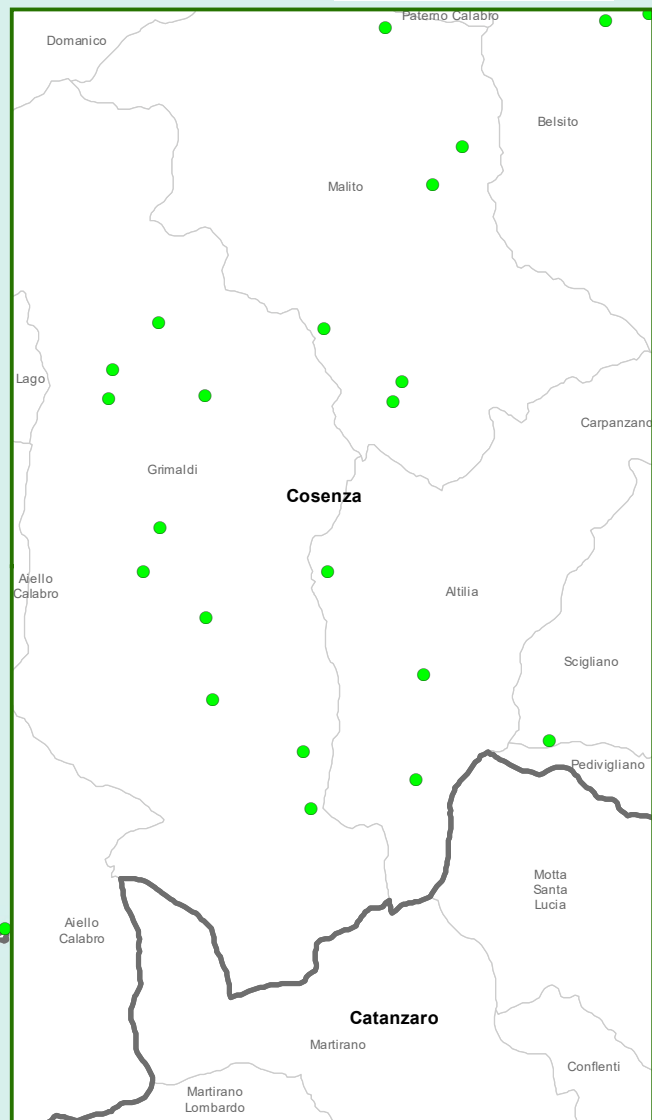 Paterno Calabro
Domanico
Belsito
Malito
Lago
Carpanzano
Grimaldi
Cosenza
Aiello
Calabro
Altilia
Scigliano
Pedivigliano
Motta
Santa
Lucia
Aiello
Calabro
Catanzaro
Martirano
Conflenti
Martirano
Lombardo